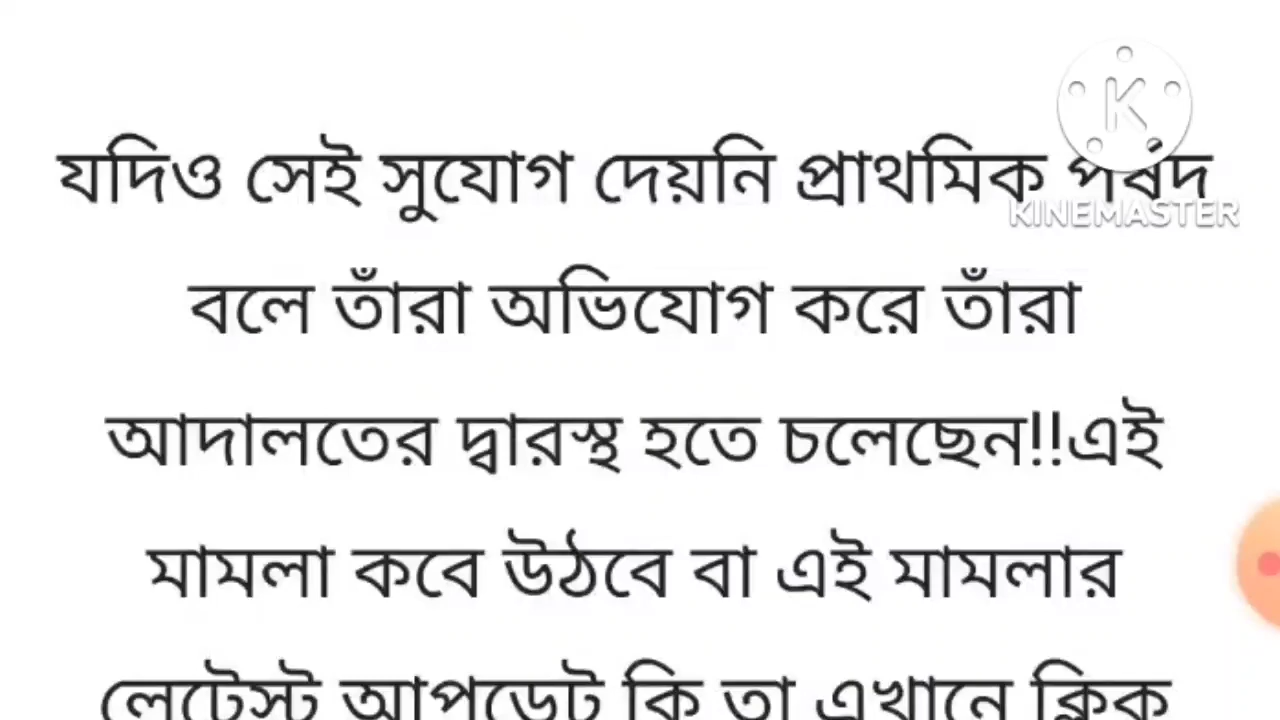 যদিও সেই সুযোগ দেয়নি প্রাথমিক পর্ষদ
KINEMASTER
বলে তাঁরা অভিযোগ করে তাঁরা
আদালতের দ্বারস্থ হতে চলেছেন!!এই
মামলা কবে উঠবে বা এই মামলার
লেটেস্ট আপডেট কি তা এখানে ক্লিক